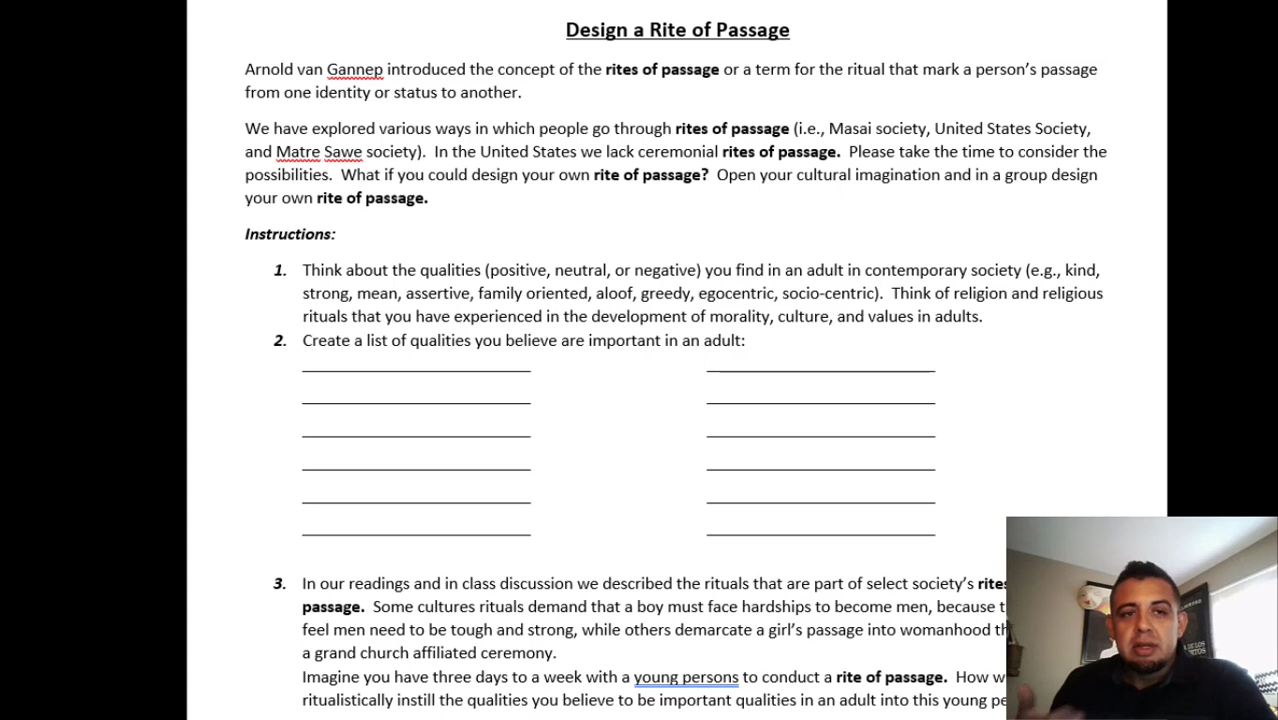 Design a Rite of Passage
Arnold van Gannep introduced the concept of the rites of passage or a term for the ritual that mark a person's passage
from one identity or status to another.
We have explored various ways in which people go through rites of passage (i.e., Masai society, United States Society,
and Matre Sawe society). In the United States we lack ceremonial rites of passage. Please take the time to consider the
possibilities. What if you could design your own rite of passage? Open your cultural imagination and in a group design
your own rite of passage.
Instructions:
1. Think about the qualities (positive, neutral, or negative) you find in an adult in contemporary society (e.g., kind,
strong, mean, assertive, family oriented, aloof, greedy, egocentric, socio-centric). Think of religion and religious
rituals that you have experienced in the development of morality, culture, and values in adults.
2. Create a list of qualities you believe are important in an adult:
3. In our readings and in class discussion we described the rituals that are part of select society's rites
passage. Some cultures rituals demand that a boy must face hardships to become men, because
feel men need to be tough and strong, while others demarcate a girl's passage into womanhood
a grand church affiliated ceremony.
Imagine you have three days to a week with a young persons to conduct a rite of passage. How
ritualistically instill the qualities you believe to be important qualities in an adult into this young